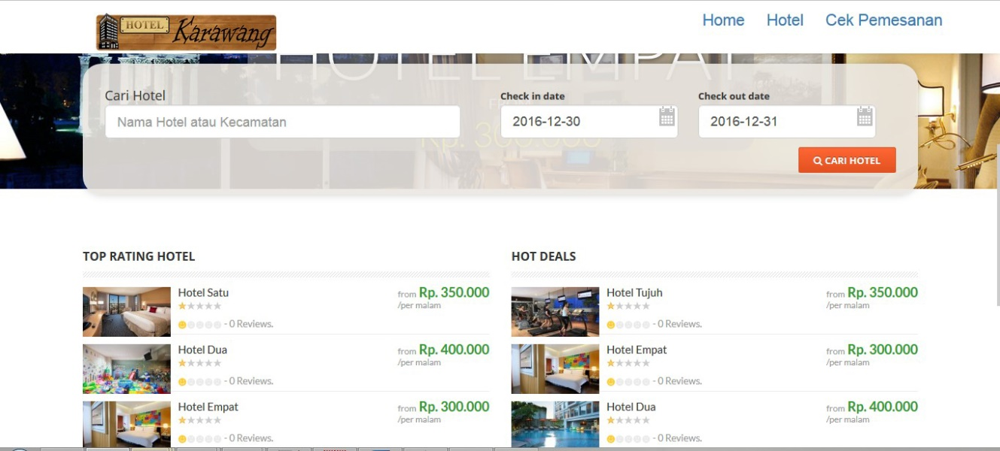 HOTEL Karawang
Home Hotel Cek Pemesanan
HOTEL EMPAT
Cari Hotel
Check in date
Check out date
Nama Hotel atau Kecamatan
2016-12-30
2016-12-31
Rp. 300.000
CARI HOTEL
TOP RATING HOTEL
Hotel Satu
from Rp. 350.000
/per malam
- 0 Reviews.
Hotel Dua
from Rp. 400.000
/per malam
- 0 Reviews.
Hotel Empat
from Rp. 300.000
/per malam
- 0 Reviews.
HOT DEALS
Hotel Tujuh
from Rp. 350.000
/per malam
- 0 Reviews.
Hotel Empat
from Rp. 300.000
/per malam
- 0 Reviews.
Hotel Dua
from Rp. 400.000
/per malam
- 0 Reviews.